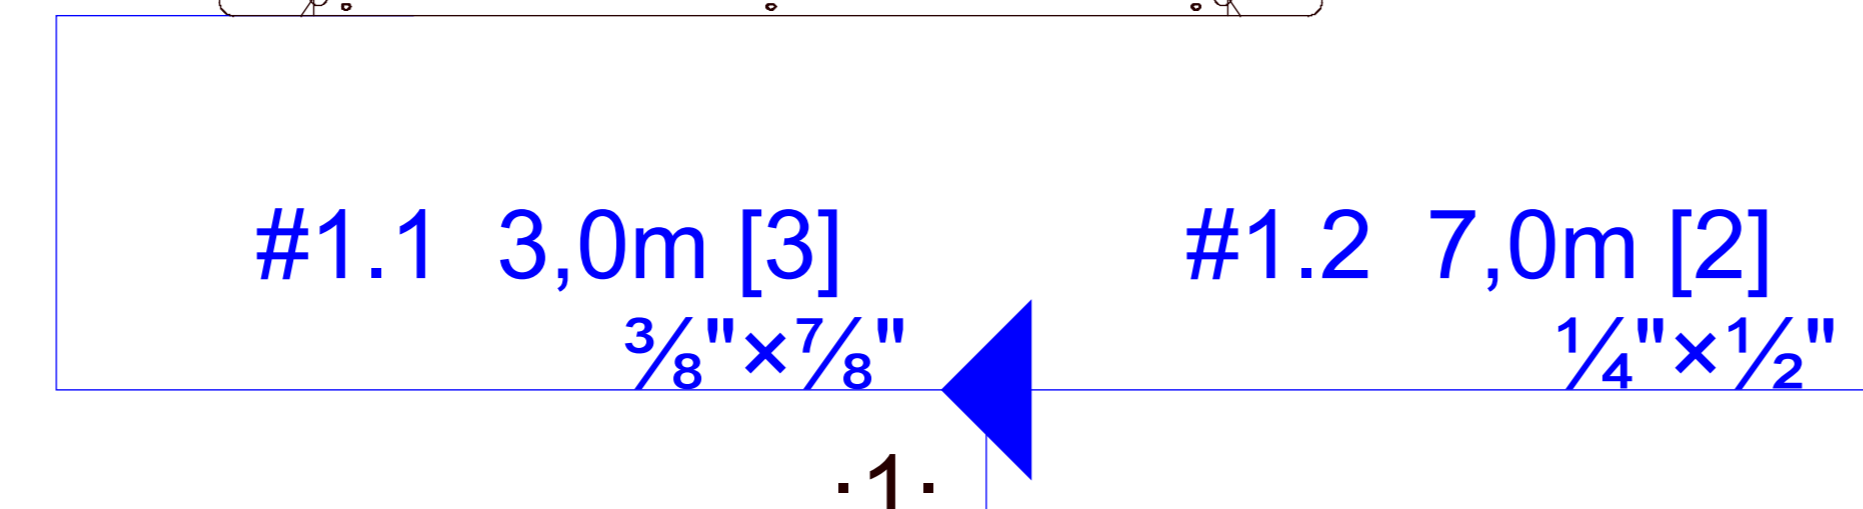 #1.1 3,0m [3]
⅜"×⅞"
#1.2 7,0m [2]
¼"×½"
·1·